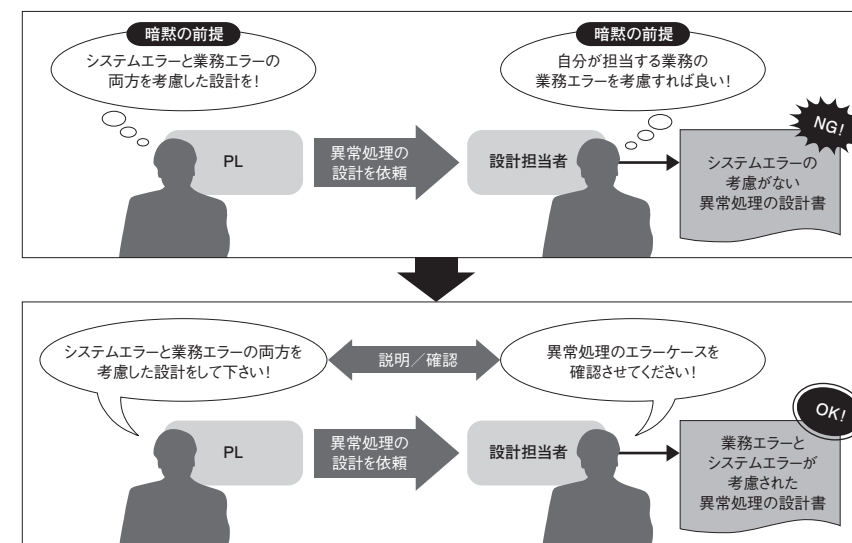 暗黙の前提
システムエラーと業務エラーの
両方を考慮した設計を!
暗黙の前提
自分が担当する業務の
業務エラーを考慮すれば良い!
PL
異常処理の
設計を依頼
設計担当者
NG!
システムエラーの
考慮がない
異常処理の設計書
システムエラーと業務エラーの両方を
考慮した設計をして下さい!
説明/確認
異常処理のエラーケースを
確認させてください!
PL
異常処理の
設計を依頼
設計担当者
OK!
業務エラーと
システムエラーが
考慮された
異常処理の設計書